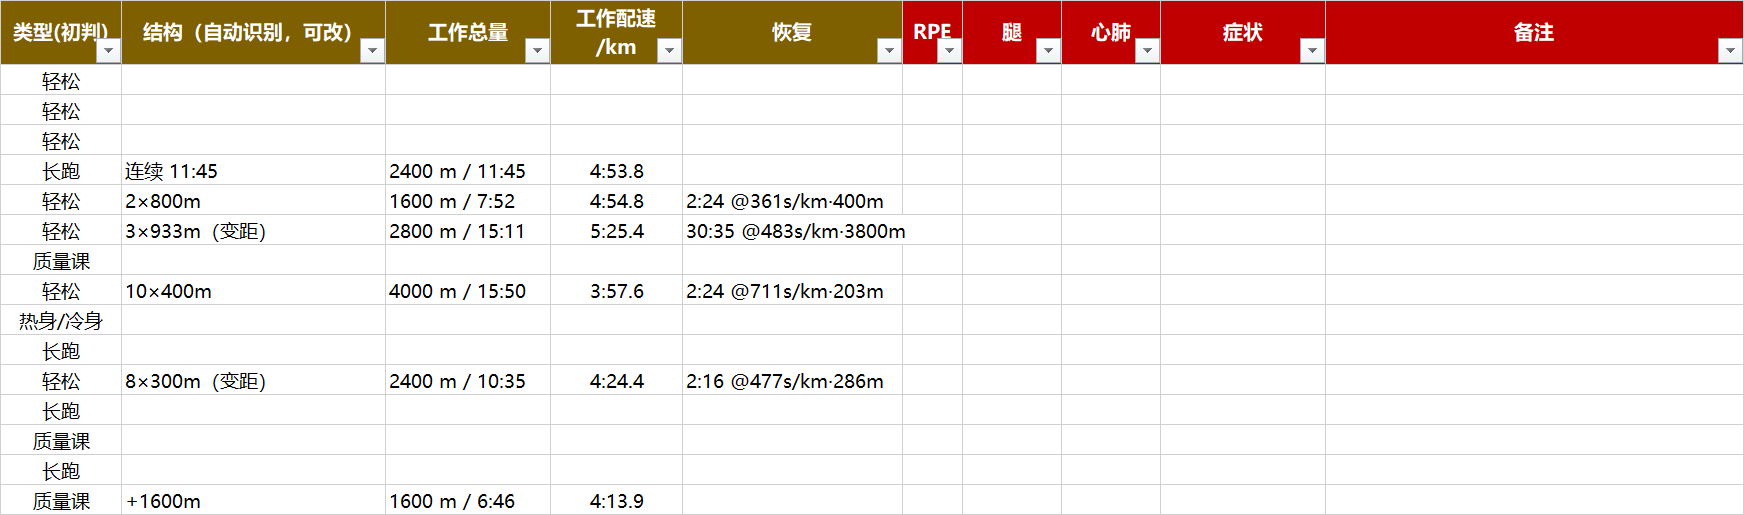 类型(初判) 结构（自动识别，可改） 工作总量 工作配速/km 恢复 RPE 腿 心肺 症状 备注
轻松
轻松
轻松
长跑 连续 11:45 2400 m / 11:45 4:53.8
轻松 2×800m 1600 m / 7:52 4:54.8 2:24 @361s/km·400m
轻松 3×933m（变距） 2800 m / 15:11 5:25.4 30:35 @483s/km·3800m
质量课
轻松 10×400m 4000 m / 15:50 3:57.6 2:24 @711s/km·203m
热身/冷身
长跑
轻松 8×300m（变距） 2400 m / 10:35 4:24.4 2:16 @477s/km·286m
长跑
质量课
长跑
质量课 +1600m 1600 m / 6:46 4:13.9